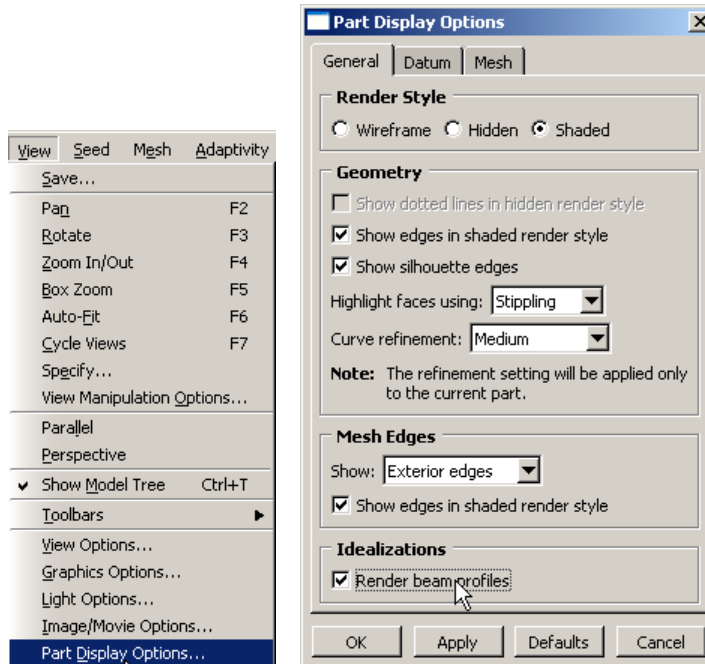 View Seed Mesh Adaptivity
Save...
Pan F2
Rotate F3
Zoom In/Out F4
Box Zoom F5
Auto-Fit F6
Cycle Views F7
Specify...
View Manipulation Options...
Parallel
Perspective
Show Model Tree Ctrl+T
Toolbars
View Options...
Graphics Options...
Light Options...
Image/Movie Options...
Part Display Options...
Part Display Options
General Datum Mesh
Render Style
Wireframe Hidden Shaded
Geometry
Show dotted lines in hidden render style
Show edges in shaded render style
Show silhouette edges
Highlight faces using: Stippling
Curve refinement: Medium
Note: The refinement setting will be applied only
to the current part.
Mesh Edges
Show: Exterior edges
Show edges in shaded render style
Idealizations
Render beam profiles
OK Apply Defaults Cancel